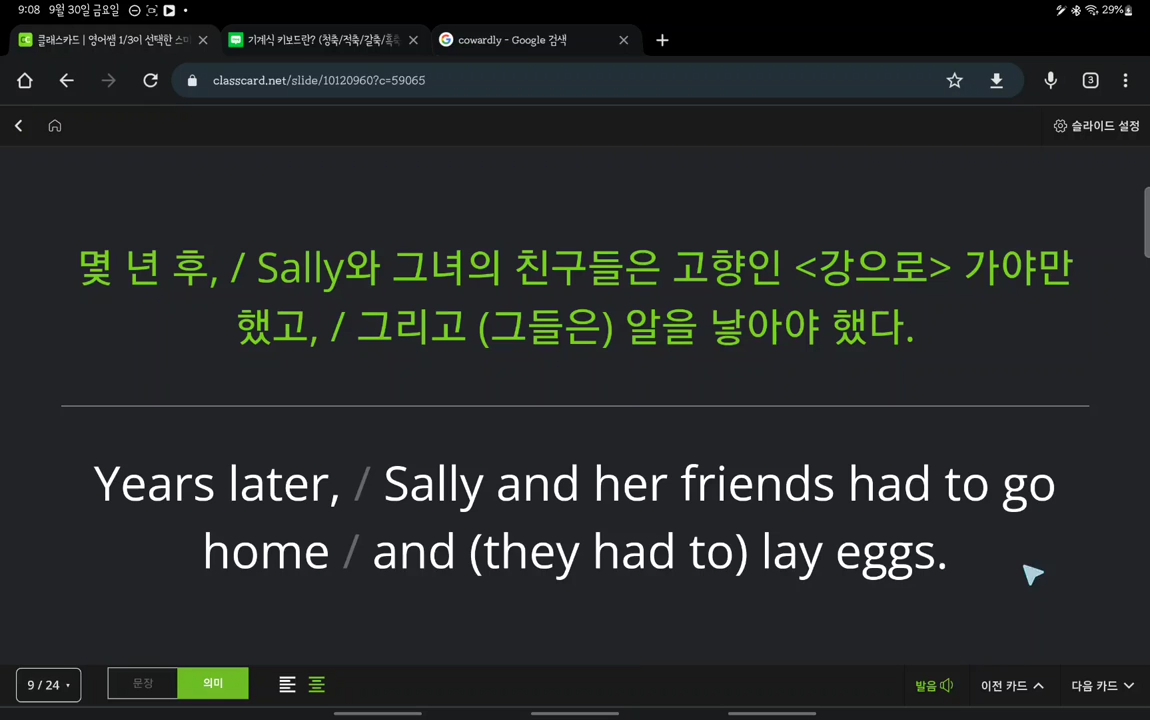 9:08 9월 30일 금요일
29%
클래스카드 | 영어쌤 1/3이 선택한 스마
기계식 키보드란? (청축/적축/갈축/흑축
cowardly - Google 검색
classcard.net/slide/10120960?c=59065
3
슬라이드 설정
몇 년 후, / Sally와 그녀의 친구들은 고향인 <강으로> 가야만
했고, / 그리고 (그들은) 알을 낳아야 했다.
Years later, / Sally and her friends had to go
home / and (they had to) lay eggs.
9 / 24
문장
의미
발음
이전 카드
다음 카드